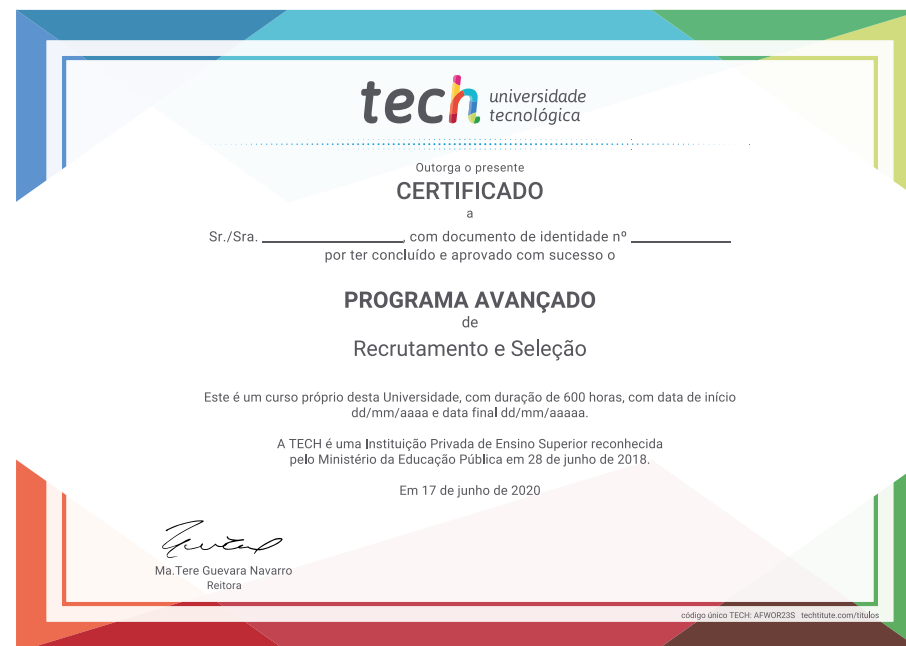 tech universidade
tecnológica
Outorga o presente
CERTIFICADO
a
Sr./Sra. ____________, com documento de identidade nº ____________
por ter concluído e aprovado com sucesso o
PROGRAMA AVANÇADO
de
Recrutamento e Seleção
Este é um curso próprio desta Universidade, com duração de 600 horas, com data de início
dd/mm/aaaa e data final dd/mm/aaaaa.
A TECH é uma Instituição Privada de Ensino Superior reconhecida
pelo Ministério da Educação Pública em 28 de junho de 2018.
Em 17 de junho de 2020
Ma.Tere Guevara Navarro
Reitora
código único TECH: AFWOR23S techtitute.com/títulos